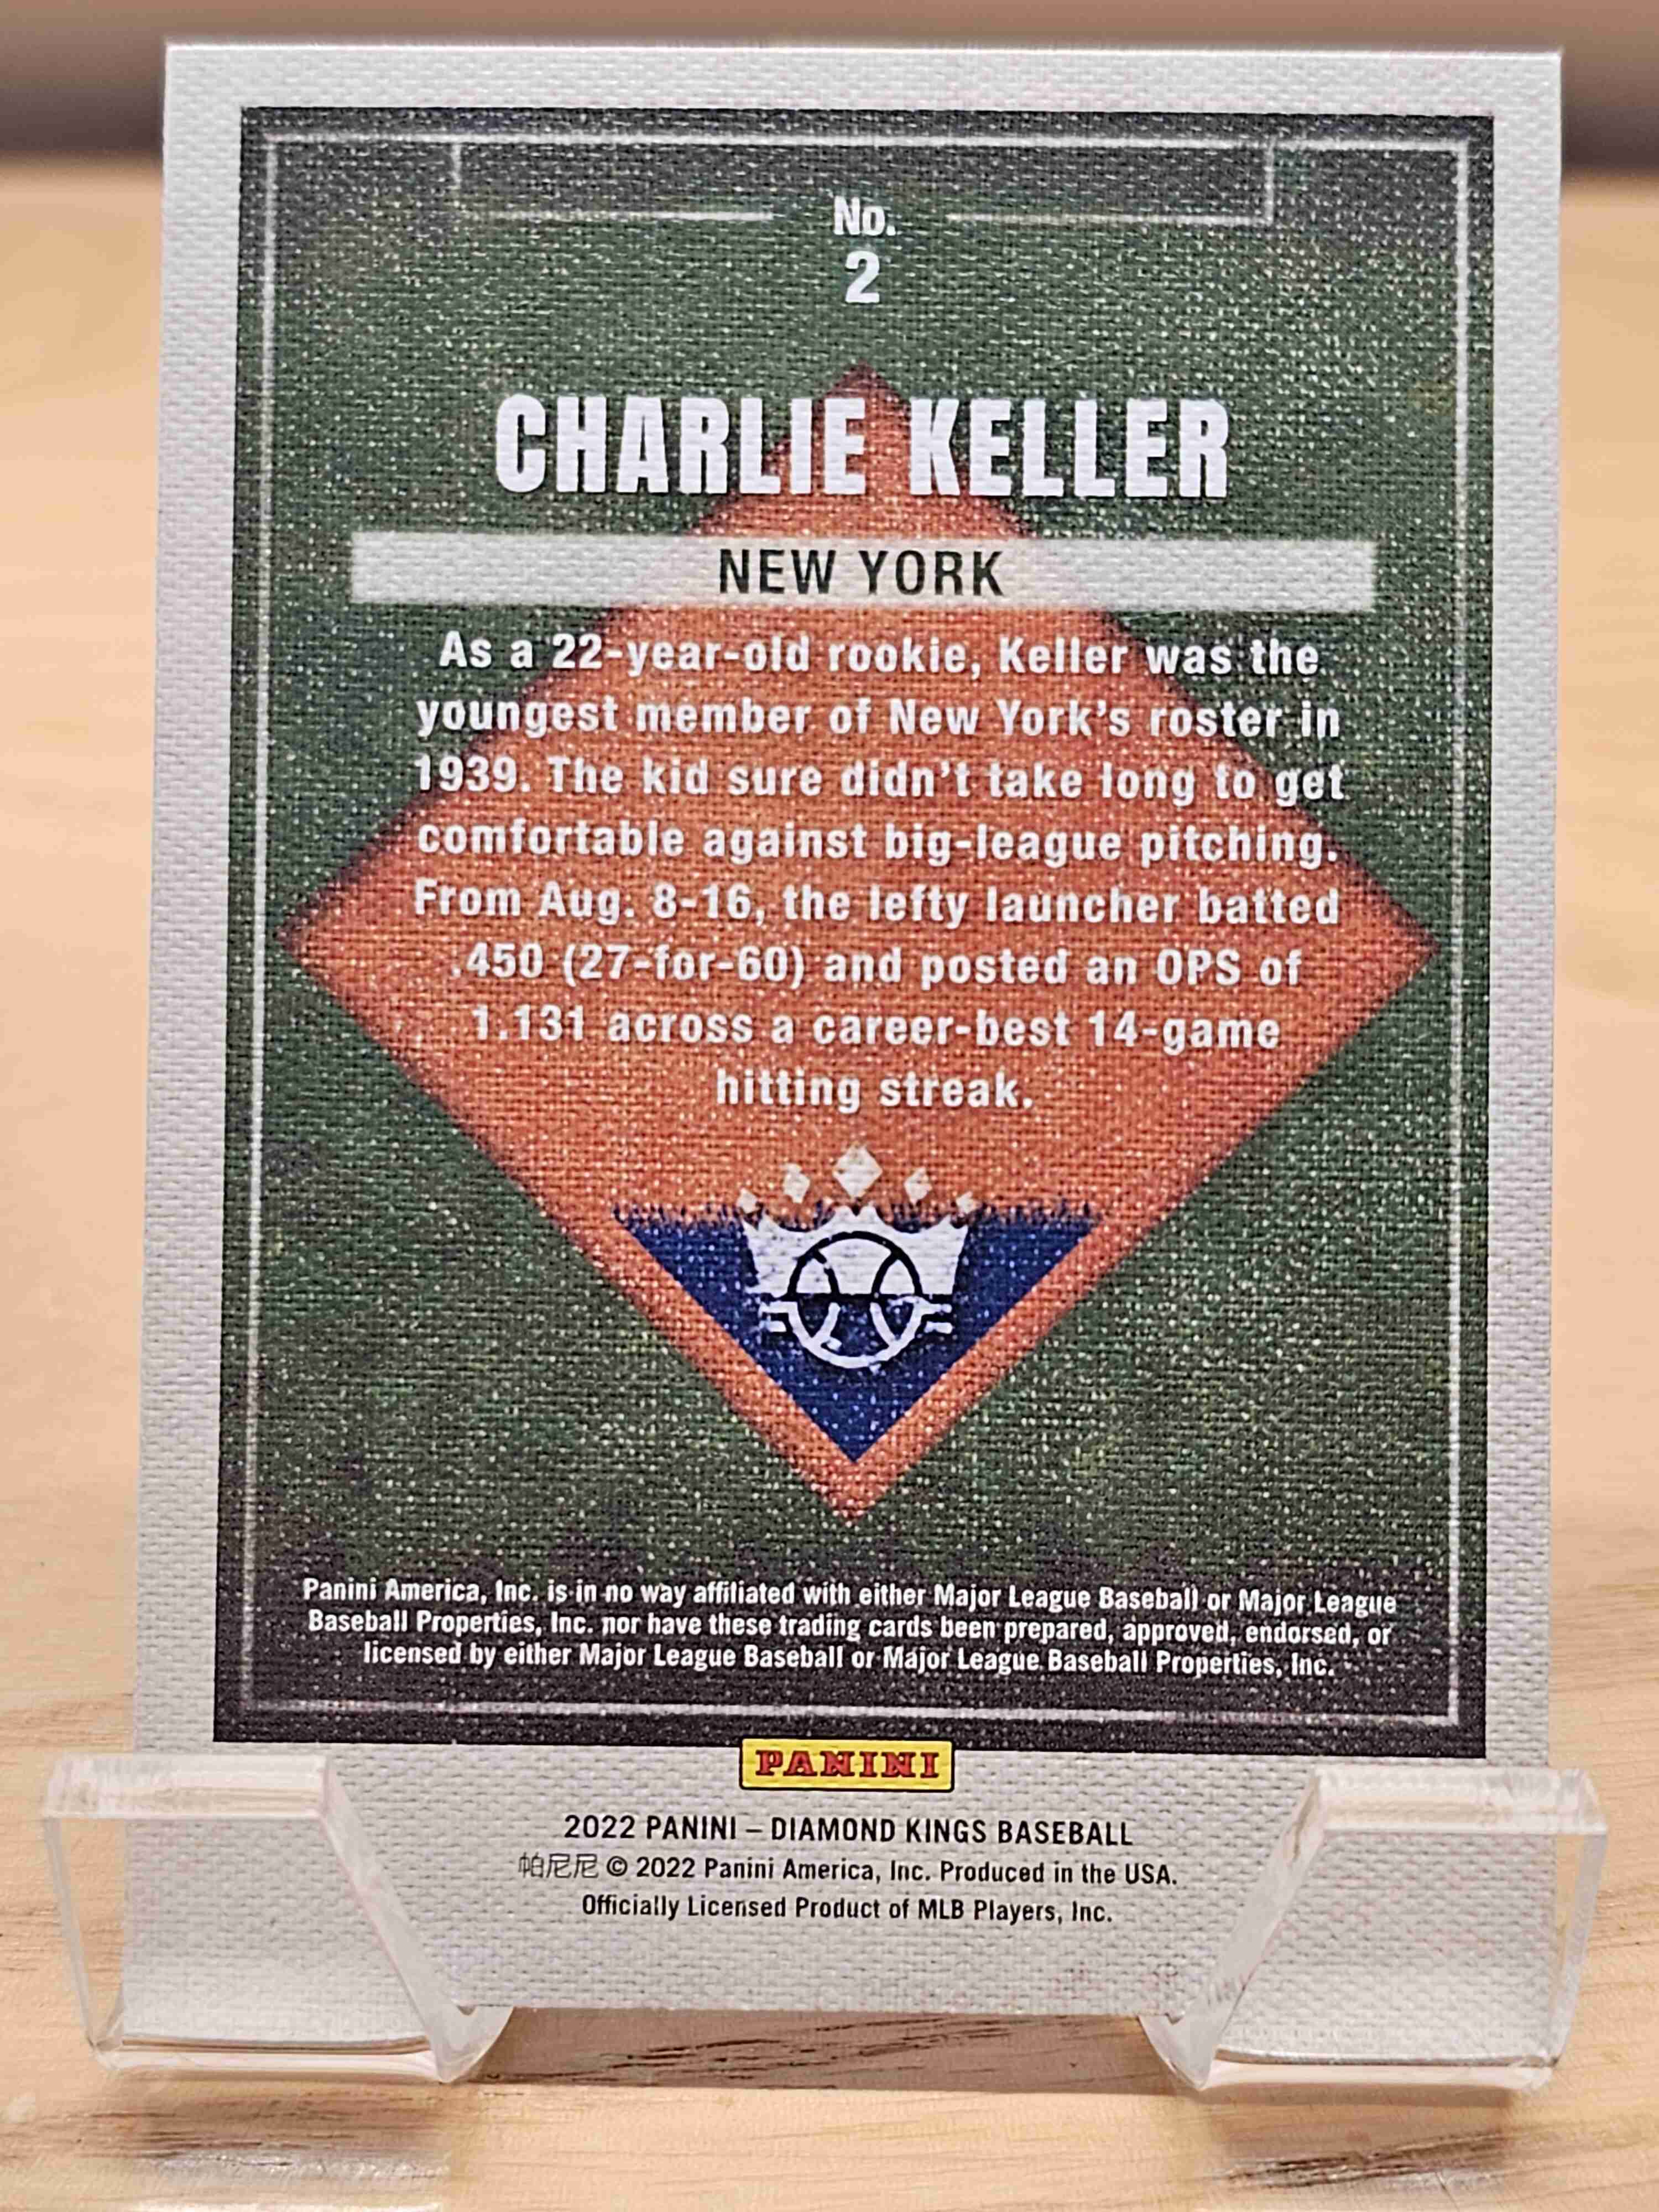 No.
2
CHARLIE KELLER
NEW YORK
As a 22-year-old rookie, Keller was the
youngest member of New York's roster in
1939. The kid sure didn't take long to get
comfortable against big-league pitching.
From Aug. 8-16, the lefty launcher batted
.450 (27-for-60) and posted an OPS of
1.131 across a career-best 14-game
hitting streak.
Panini America, Inc. is in no way affiliated with either Major League Baseball or Major League
Baseball Properties, Inc. nor have these trading cards been prepared, approved, endorsed, or
licensed by either Major League Baseball or Major League Baseball Properties, Inc.
PANINI
2022 PANINI – DIAMOND KINGS BASEBALL
帕尼尼 © 2022 Panini America, Inc. Produced in the USA.
Officially Licensed Product of MLB Players, Inc.